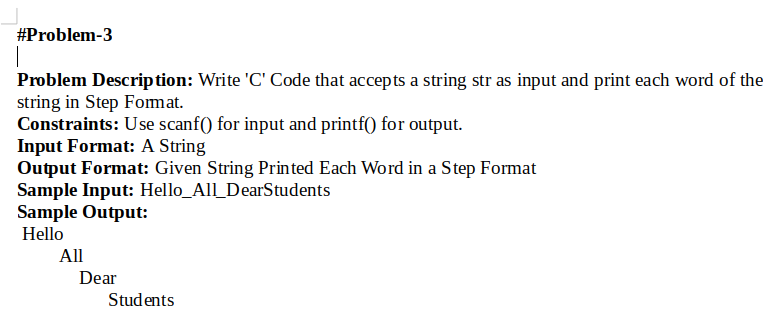 #Problem-3
Problem Description: Write 'C' Code that accepts a string str as input and print each word of the
string in Step Format.
Constraints: Use scanf() for input and printf() for output.
Input Format: A String
Output Format: Given String Printed Each Word in a Step Format
Sample Input: Hello_All_DearStudents
Sample Output:
Hello
All
Dear
Students